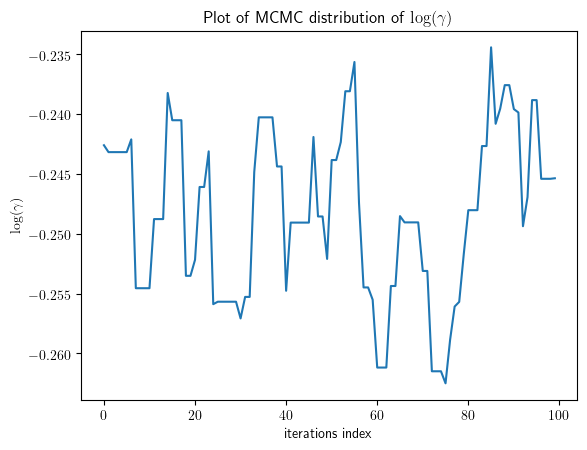 Plot of MCMC distribution of log(γ)
log(γ)
−0.235
−0.240
−0.245
−0.250
−0.255
−0.260
0 20 40 60 80 100
iterations index